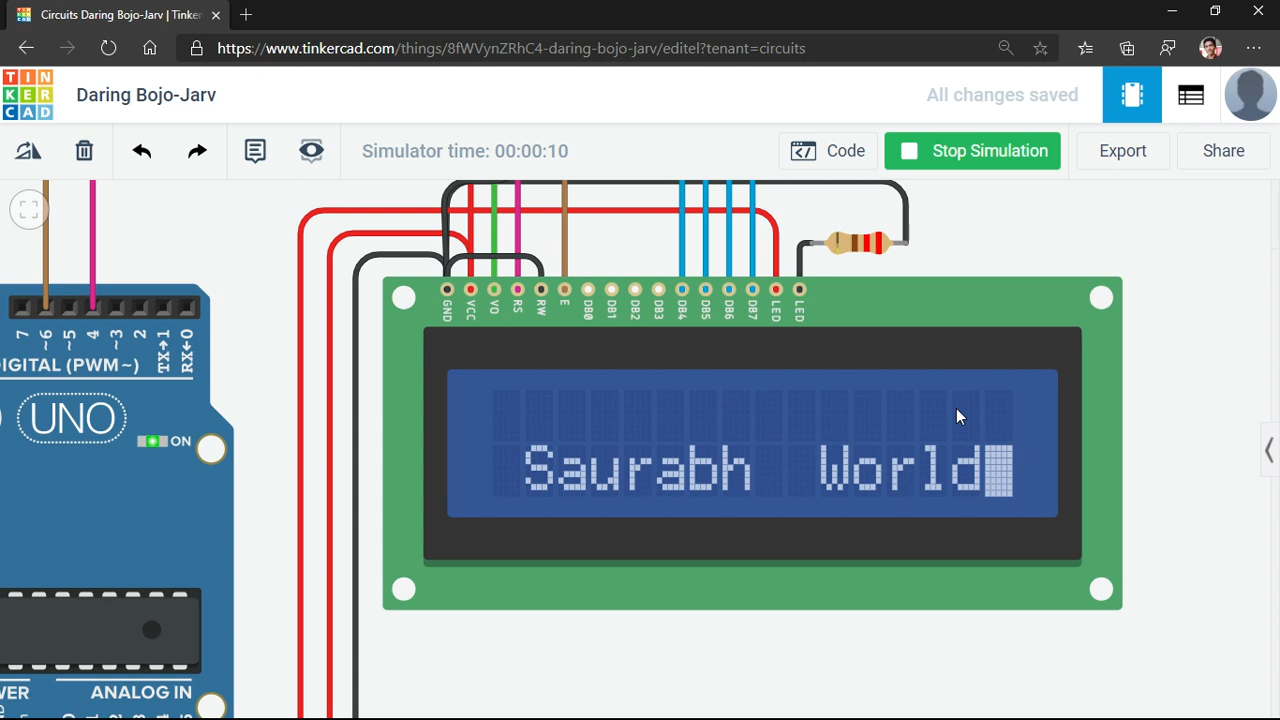 Circuits Daring Bojo-Jarv | Tinker
https://www.tinkercad.com/things/8fWVynZRhC4-daring-bojo-jarv/editel?tenant=circuits
TIN
KER
CAD
Daring Bojo-Jarv
All changes saved
Simulator time: 00:00:10
Code
Stop Simulation
Export
Share
GND VCC VO RS RW E DB0 DB1 DB2 DB3 DB4 DB5 DB6 DB7 LED LED
7 ~6 ~5 4 ~3 2 TX→1 RX←0
DIGITAL (PWM~)
UNO
ON
Saurabh World
ANALOG IN